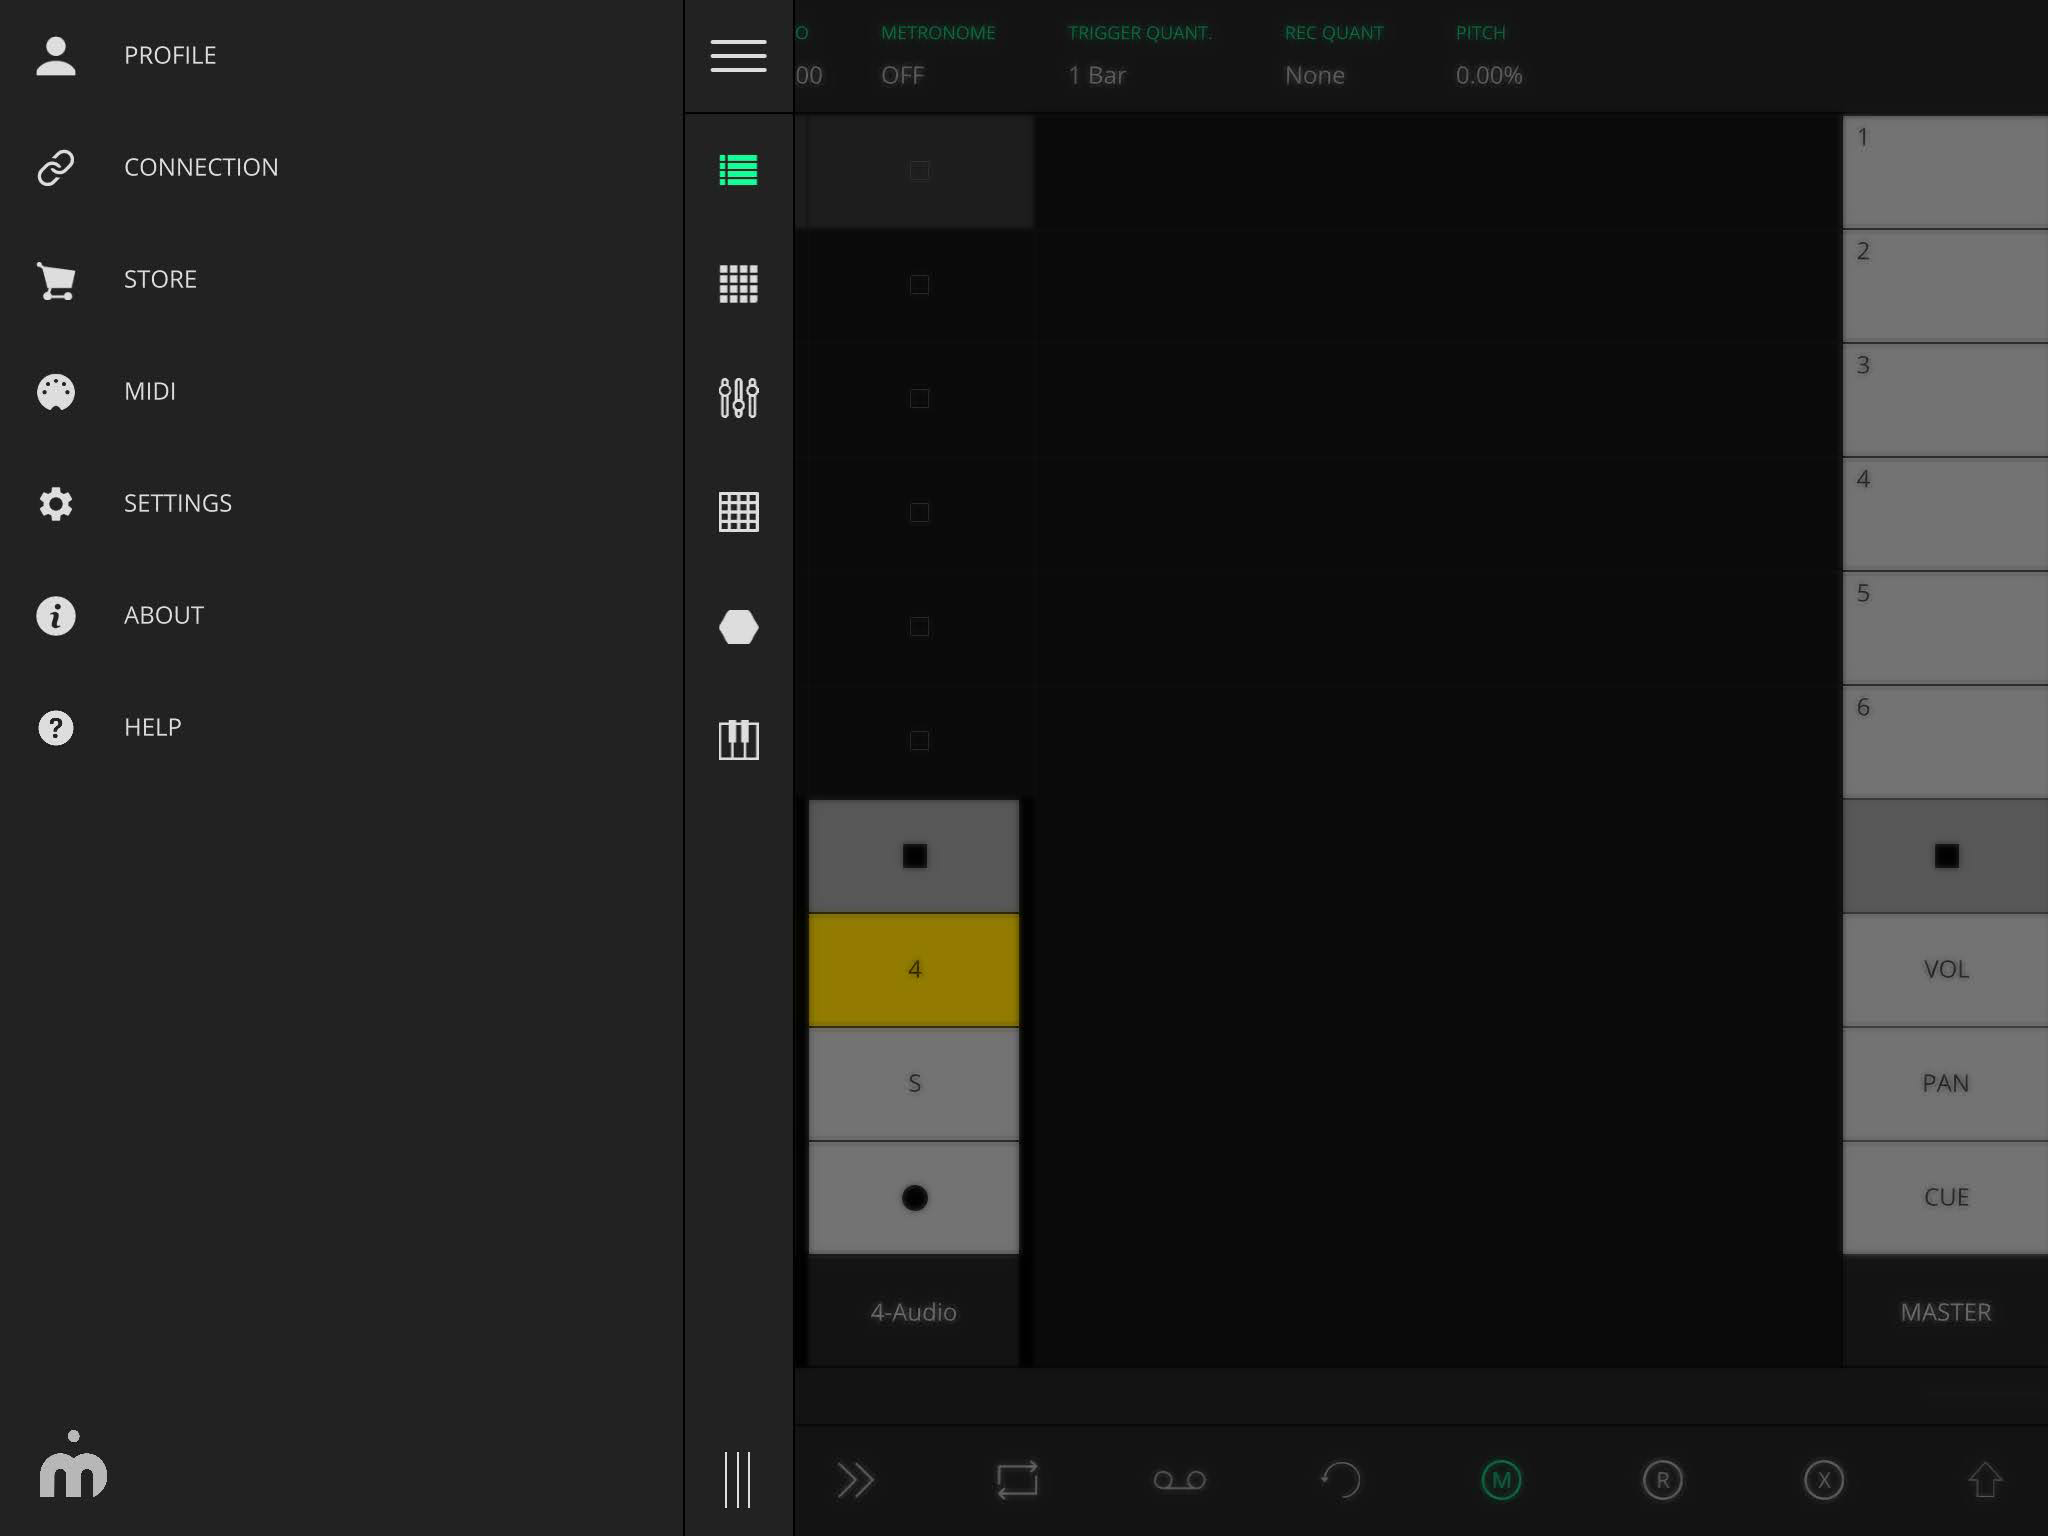 PROFILE
CONNECTION
STORE
MIDI
SETTINGS
ABOUT
HELP
O METRONOME TRIGGER QUANT. REC QUANT PITCH
00 OFF 1 Bar None 0.00%
1
2
3
4
5
6
4 VOL
S PAN
CUE
4-Audio MASTER
M R X